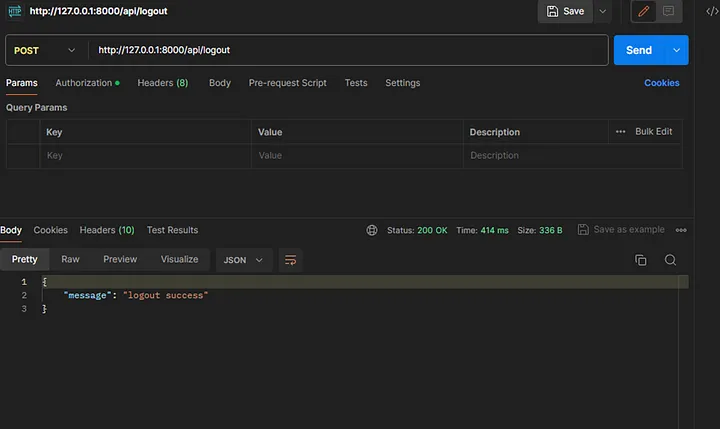 HTTP http://127.0.0.1:8000/api/logout Save </>
POST http://127.0.0.1:8000/api/logout Send
Params Authorization Headers (8) Body Pre-request Script Tests Settings Cookies
Query Params
Key Value Description ••• Bulk Edit
Key Value Description
Body Cookies Headers (10) Test Results Status: 200 OK Time: 414 ms Size: 336 B Save as example •••
Pretty Raw Preview Visualize JSON
1 {
2 "message": "logout success"
3 }